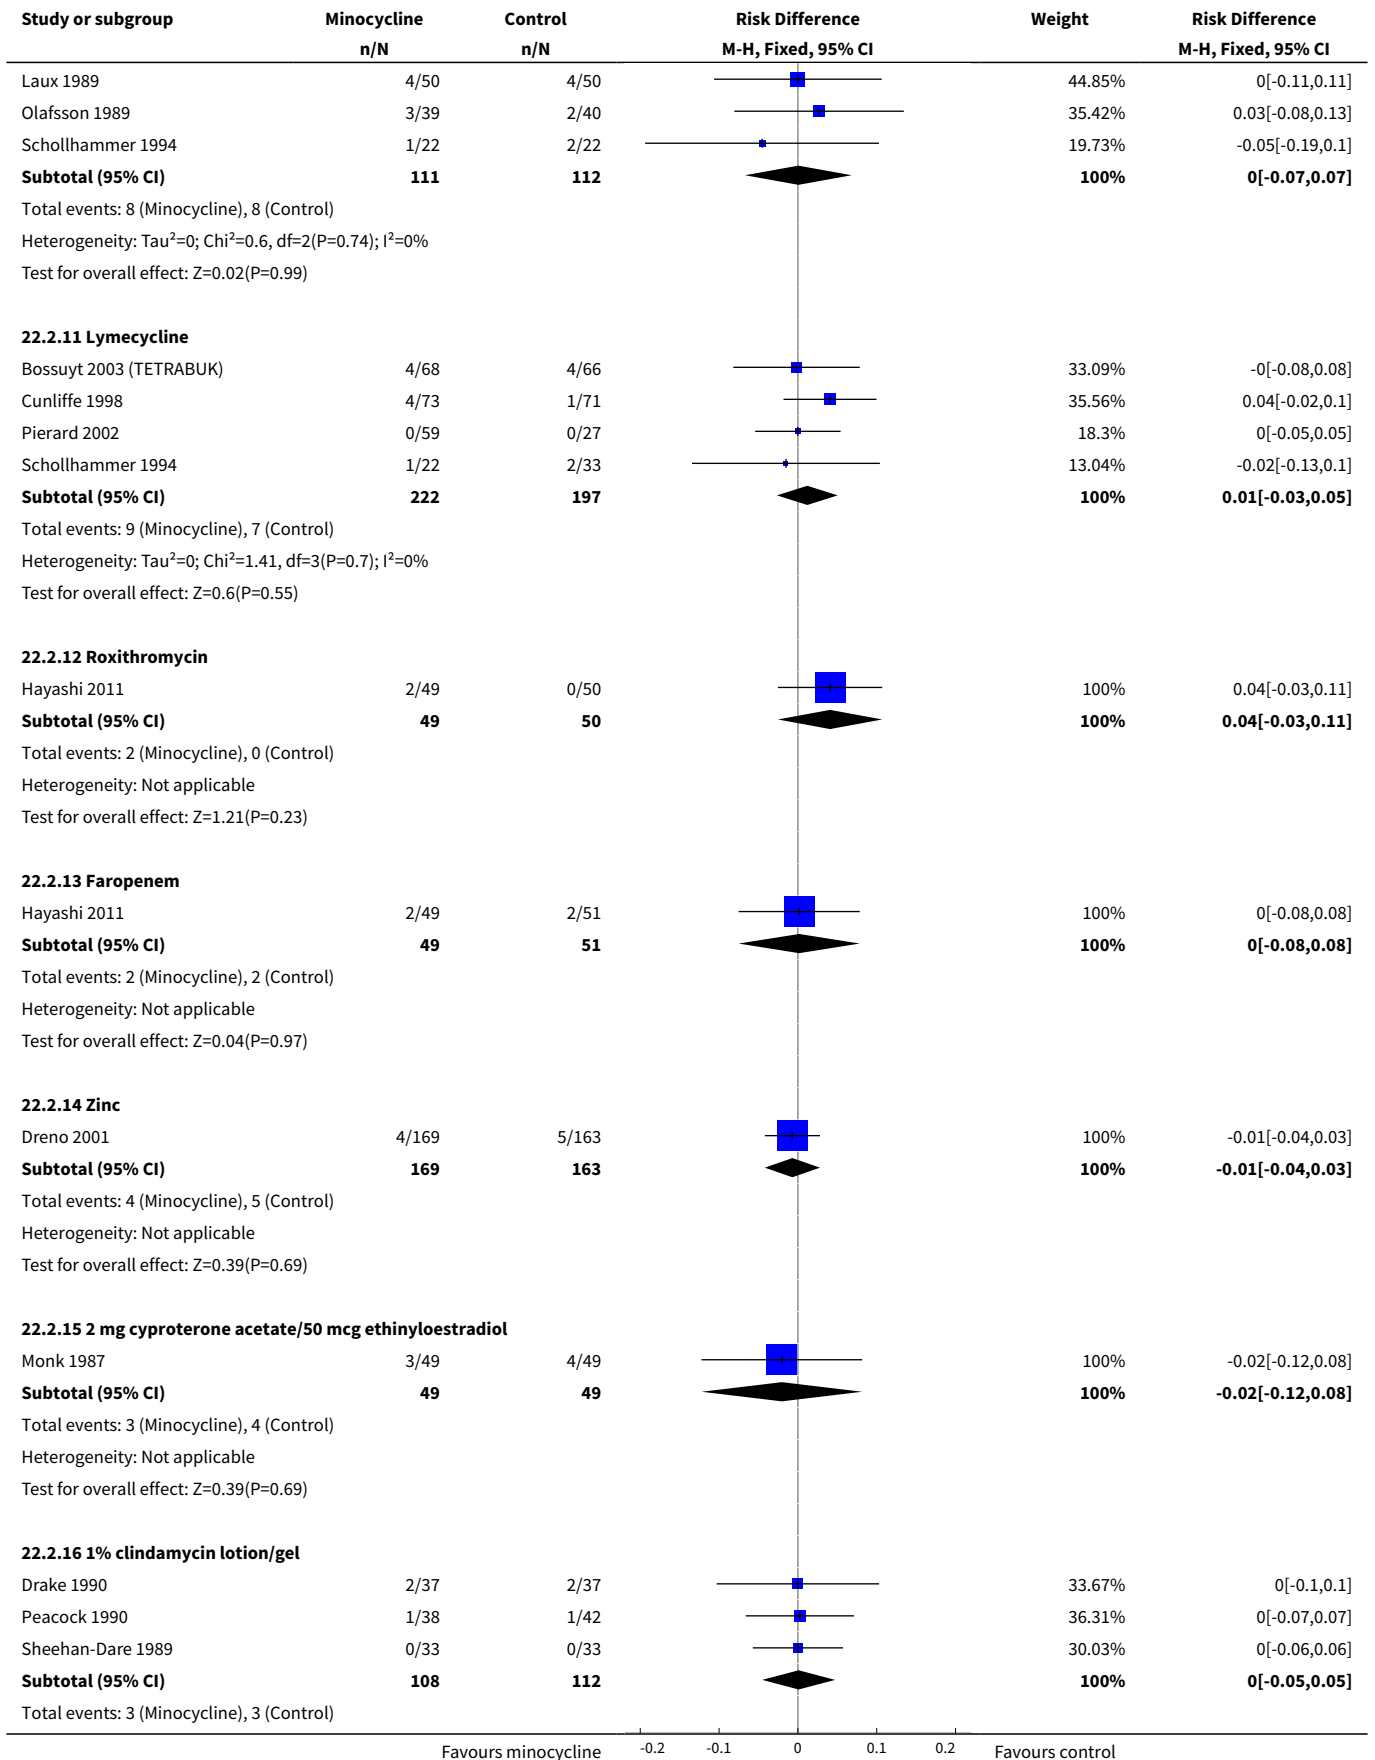 Study or subgroup Minocycline Control Risk Difference Weight Risk Difference
n/N n/N M-H, Fixed, 95% CI M-H, Fixed, 95% CI
Laux 1989 4/50 4/50 44.85% 0[-0.11,0.11]
Olafsson 1989 3/39 2/40 35.42% 0.03[-0.08,0.13]
Schollhammer 1994 1/22 2/22 19.73% -0.05[-0.19,0.1]
Subtotal (95% CI) 111 112 100% 0[-0.07,0.07]
Total events: 8 (Minocycline), 8 (Control)
Heterogeneity: Tau²=0; Chi²=0.6, df=2(P=0.74); I²=0%
Test for overall effect: Z=0.02(P=0.99)
22.2.11 Lymecycline
Bossuyt 2003 (TETRABUK) 4/68 4/66 33.09% -0[-0.08,0.08]
Cunliffe 1998 4/73 1/71 35.56% 0.04[-0.02,0.1]
Pierard 2002 0/59 0/27 18.3% 0[-0.05,0.05]
Schollhammer 1994 1/22 2/33 13.04% -0.02[-0.13,0.1]
Subtotal (95% CI) 222 197 100% 0.01[-0.03,0.05]
Total events: 9 (Minocycline), 7 (Control)
Heterogeneity: Tau²=0; Chi²=1.41, df=3(P=0.7); I²=0%
Test for overall effect: Z=0.6(P=0.55)
22.2.12 Roxithromycin
Hayashi 2011 2/49 0/50 100% 0.04[-0.03,0.11]
Subtotal (95% CI) 49 50 100% 0.04[-0.03,0.11]
Total events: 2 (Minocycline), 0 (Control)
Heterogeneity: Not applicable
Test for overall effect: Z=1.21(P=0.23)
22.2.13 Faropenem
Hayashi 2011 2/49 2/51 100% 0[-0.08,0.08]
Subtotal (95% CI) 49 51 100% 0[-0.08,0.08]
Total events: 2 (Minocycline), 2 (Control)
Heterogeneity: Not applicable
Test for overall effect: Z=0.04(P=0.97)
22.2.14 Zinc
Dreno 2001 4/169 5/163 100% -0.01[-0.04,0.03]
Subtotal (95% CI) 169 163 100% -0.01[-0.04,0.03]
Total events: 4 (Minocycline), 5 (Control)
Heterogeneity: Not applicable
Test for overall effect: Z=0.39(P=0.69)
22.2.15 2 mg cyproterone acetate/50 mcg ethinyloestradiol
Monk 1987 3/49 4/49 100% -0.02[-0.12,0.08]
Subtotal (95% CI) 49 49 100% -0.02[-0.12,0.08]
Total events: 3 (Minocycline), 4 (Control)
Heterogeneity: Not applicable
Test for overall effect: Z=0.39(P=0.69)
22.2.16 1% clindamycin lotion/gel
Drake 1990 2/37 2/37 33.67% 0[-0.1,0.1]
Peacock 1990 1/38 1/42 36.31% 0[-0.07,0.07]
Sheehan-Dare 1989 0/33 0/33 30.03% 0[-0.06,0.06]
Subtotal (95% CI) 108 112 100% 0[-0.05,0.05]
Total events: 3 (Minocycline), 3 (Control)
Favours minocycline -0.2 -0.1 0 0.1 0.2 Favours control